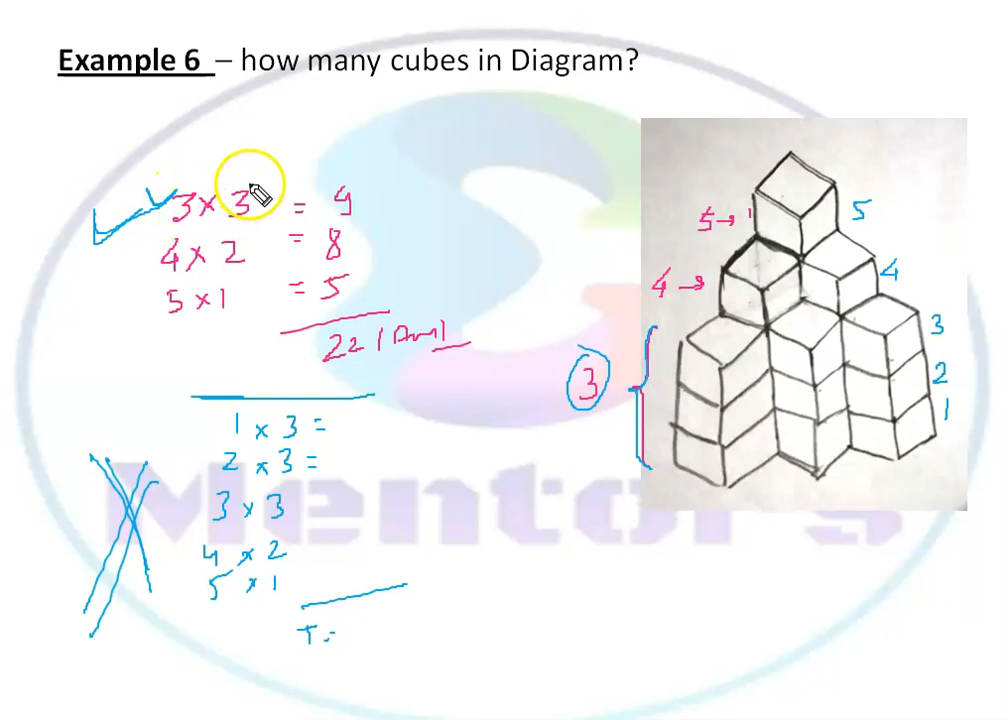 Example 6 – how many cubes in Diagram?
3 × 3 = 9
4 × 2 = 8
5 × 1 = 5
22 (Ans)
1 × 3 =
2 × 3 =
3 × 3
4 × 2
5 × 1
T =
5 → 5
4 → 4
3 3
2
1
Mentors